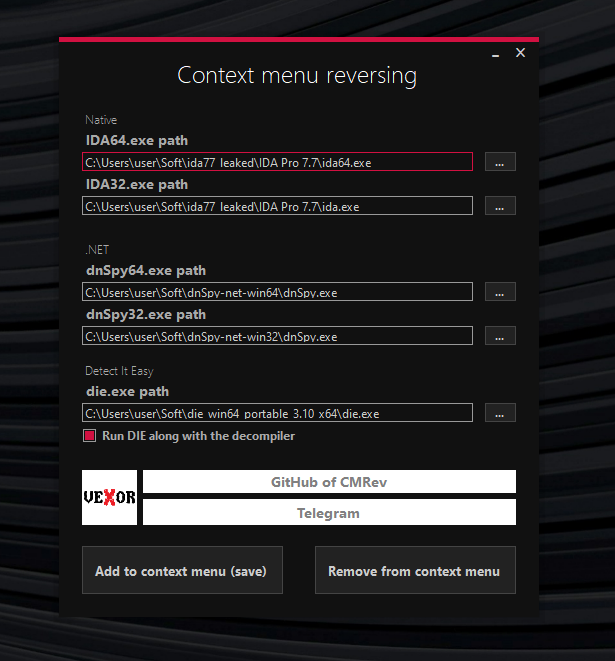 Context menu reversing
Native
IDA64.exe path
C:\Users\user\Soft\ida77 leaked\IDA Pro 7.7\ida64.exe
...
IDA32.exe path
C:\Users\user\Soft\ida77 leaked\IDA Pro 7.7\ida.exe
...
.NET
dnSpy64.exe path
C:\Users\user\Soft\dnSpy-net-win64\dnSpy.exe
...
dnSpy32.exe path
C:\Users\user\Soft\dnSpy-net-win32\dnSpy.exe
...
Detect It Easy
die.exe path
C:\Users\user\Soft\die win64 portable 3.10 x64\die.exe
...
Run DIE along with the decompiler
VEXOR
GitHub of CMRev
Telegram
Add to context menu (save)
Remove from context menu